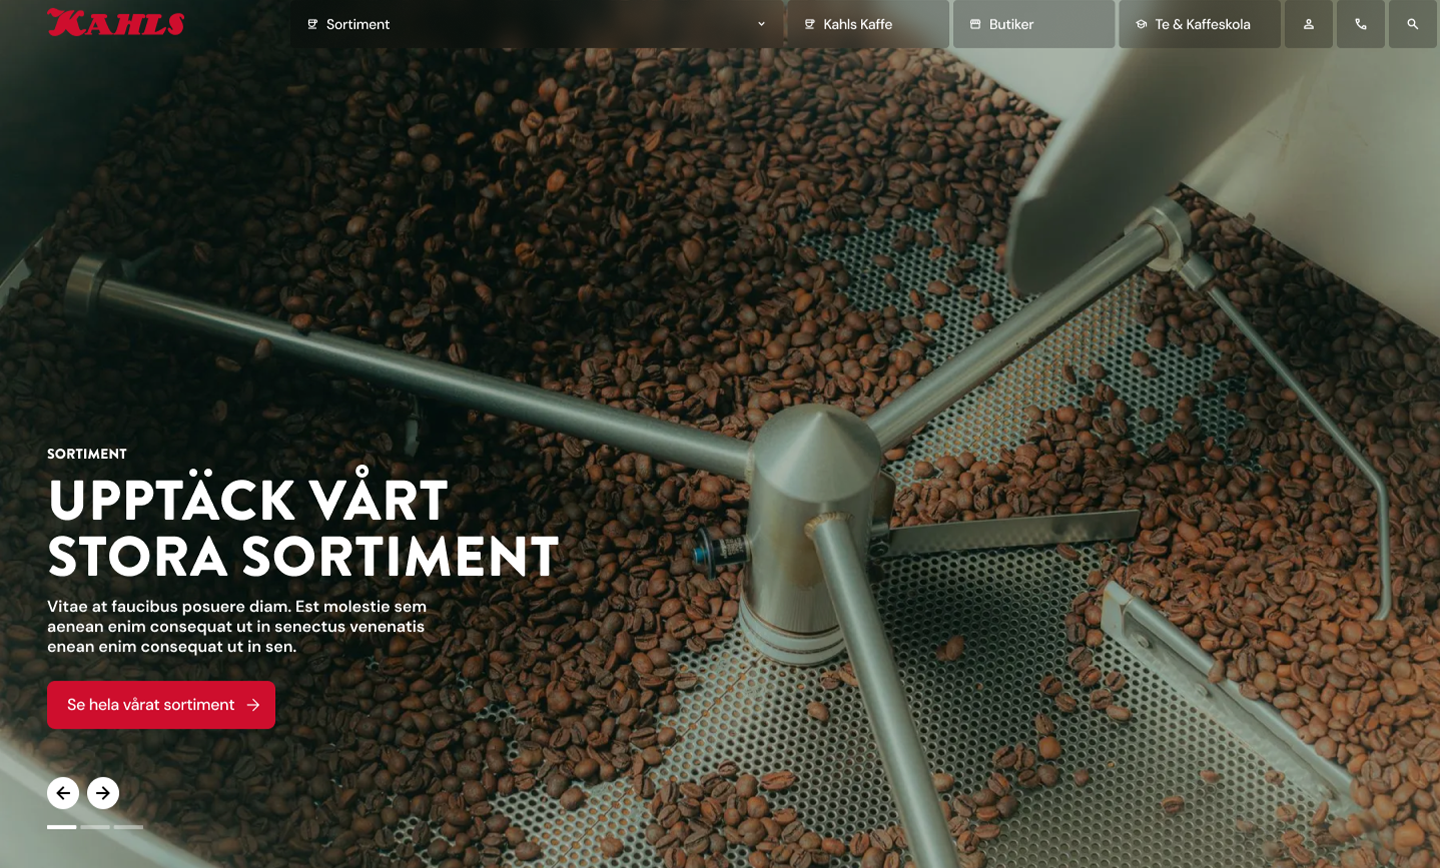 KAHLS
Sortiment
Kahls Kaffe
Butiker
Te & Kaffeskola
SORTIMENT
UPPTÄCK VÅRT
STORA SORTIMENT
Vitae at faucibus posuere diam. Est molestie sem
aenean enim consequat ut in senectus venenatis
enean enim consequat ut in sen.
Se hela vårat sortiment